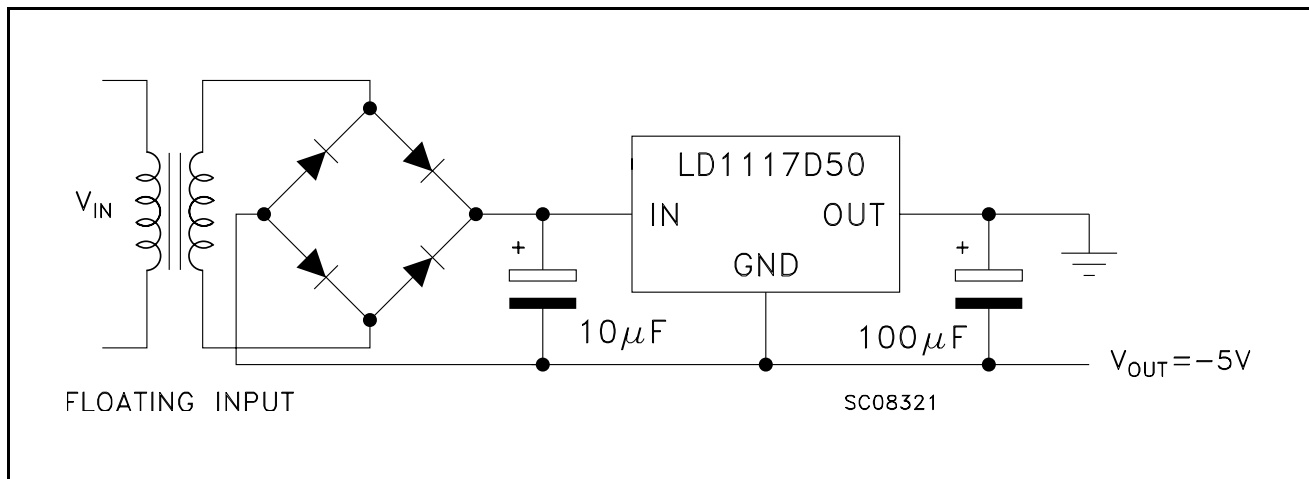 LD1117D50
V_IN
IN
OUT
+
+
GND
10μF
100μF
V_OUT=-5V
FLOATING INPUT
SC08321